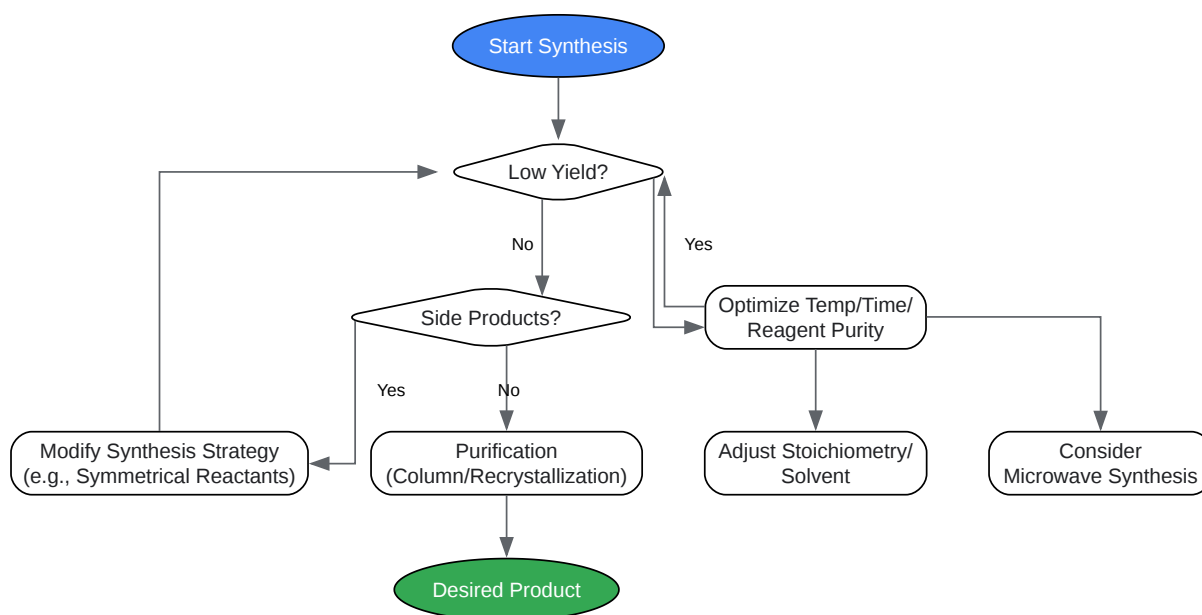 Start Synthesis
Low Yield?
No
Yes
Side Products?
Optimize Temp/Time/
Reagent Purity
Yes
No
Modify Synthesis Strategy
(e.g., Symmetrical Reactants)
Purification
(Column/Recrystallization)
Adjust Stoichiometry/
Solvent
Consider
Microwave Synthesis
Desired Product